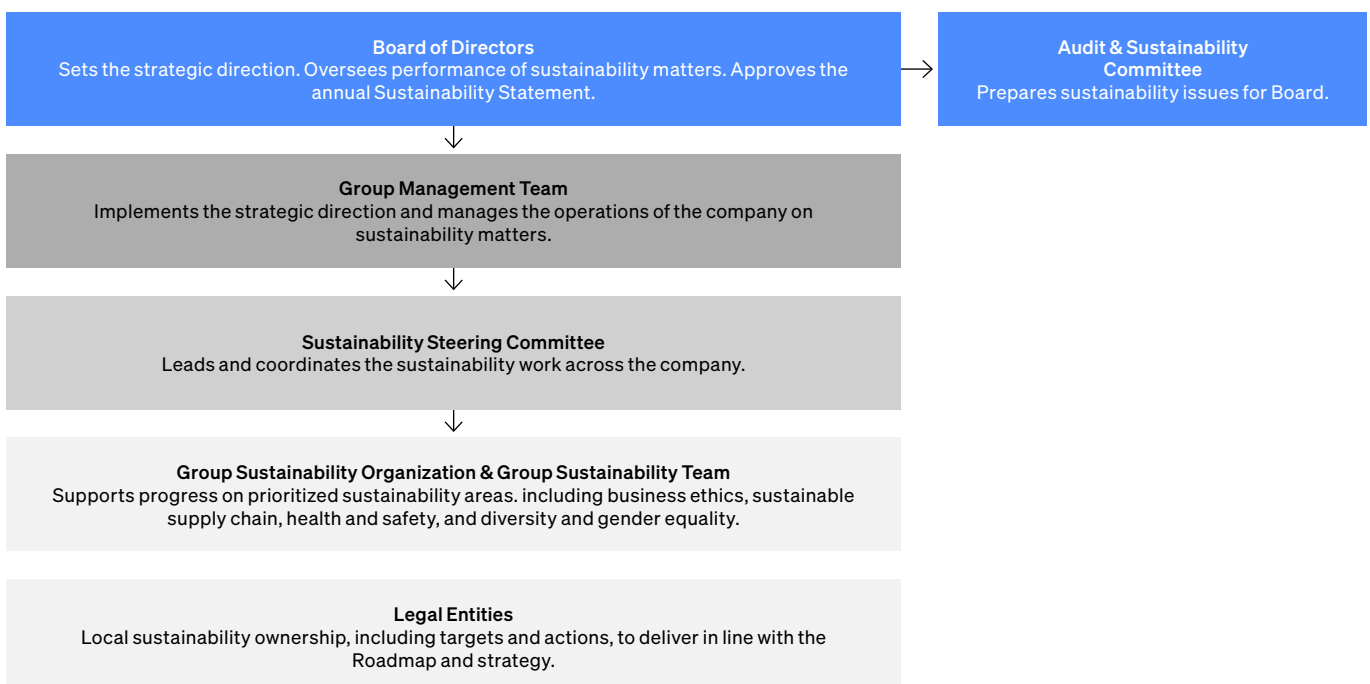 Board of Directors
Sets the strategic direction. Oversees performance of sustainability matters. Approves the
annual Sustainability Statement.
Audit & Sustainability
Committee
Prepares sustainability issues for Board.
Group Management Team
Implements the strategic direction and manages the operations of the company on
sustainability matters.
Sustainability Steering Committee
Leads and coordinates the sustainability work across the company.
Group Sustainability Organization & Group Sustainability Team
Supports progress on prioritized sustainability areas. including business ethics, sustainable
supply chain, health and safety, and diversity and gender equality.
Legal Entities
Local sustainability ownership, including targets and actions, to deliver in line with the
Roadmap and strategy.